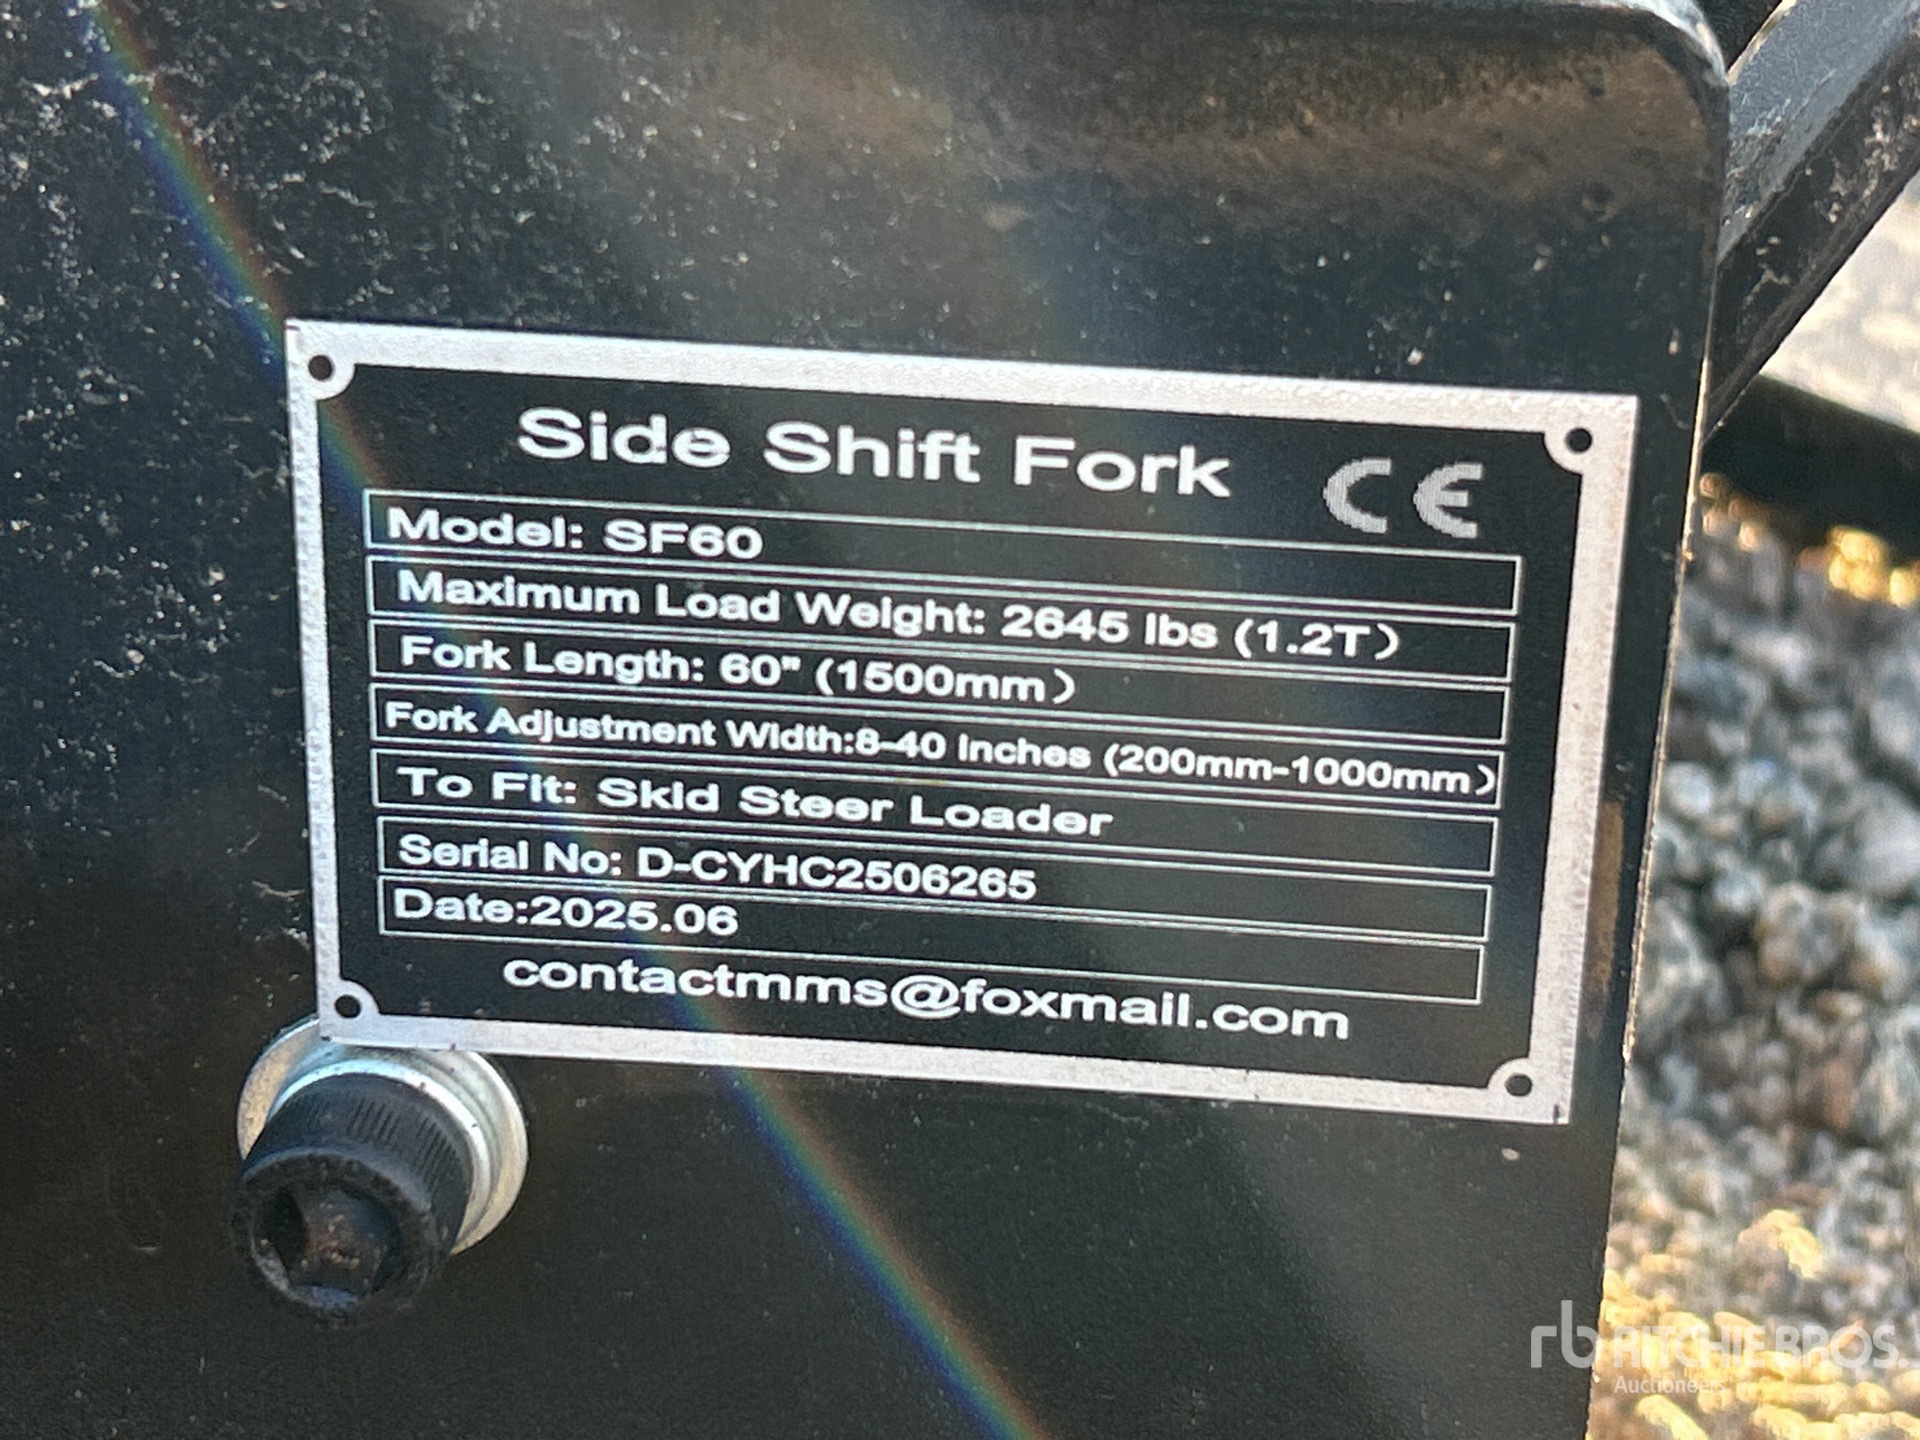 Side Shift Fork CE
Model: SF60
Maximum Load Weight: 2645 lbs (1.2T)
Fork Length: 60" (1500mm)
Fork Adjustment Width:8-40 Inches (200mm-1000mm)
To Fit: Skid Steer Loader
Serial No: D-CYHC2506265
Date:2025.06
contactmms@foxmail.com
rb RITCHIE BROS.
Auctioneers